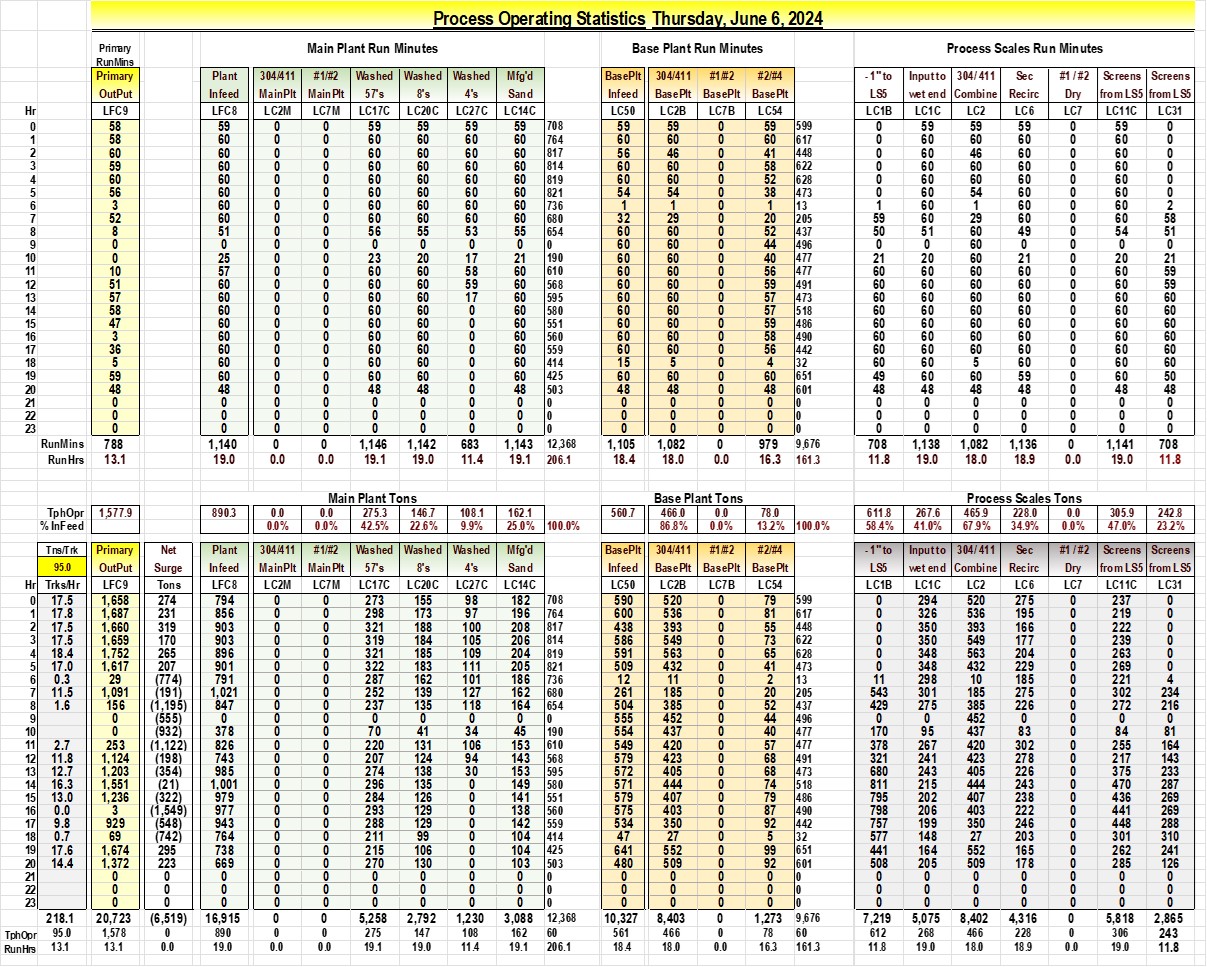 Process Operating Statistics Thursday, June 6, 2024
Primary RunMins Main Plant Run Minutes Base Plant Run Minutes Process Scales Run Minutes
Primary Plant 304/411 #1/#2 Washed Washed Washed Mfg'd BasePlt 304/411 #1/#2 #2/#4 -1" to Input to 304/411 Sec #1/#2 Screens Screens
OutPut Infeed MainPlt MainPlt 57's 8's 4's Sand Infeed BasePlt BasePlt BasePlt LS5 wet end Combine Recirc Dry from LS5 from LS5
Hr LFC9 LFC8 LC2M LC7M LC17C LC20C LC27C LC14C LC50 LC2B LC7B LC54 LC1B LC1C LC2 LC6 LC7 LC11C LC31
0 58 59 0 0 59 59 59 59 708 59 59 0 59 599 0 59 59 59 0 59 0
1 58 60 0 0 60 60 60 60 764 60 60 0 60 617 0 60 60 60 0 60 0
2 60 60 0 0 60 60 60 60 817 56 46 0 41 448 0 60 46 60 0 60 0
3 59 60 0 0 60 60 60 60 814 60 60 0 58 622 0 60 60 60 0 60 0
4 60 60 0 0 60 60 60 60 819 60 60 0 52 628 0 60 60 60 0 60 0
5 56 60 0 0 60 60 60 60 821 54 54 0 38 473 0 60 54 60 0 60 0
6 3 60 0 0 60 60 60 60 736 1 1 0 1 13 1 60 1 60 0 60 2
7 52 60 0 0 60 60 60 60 680 32 29 0 20 205 59 60 29 60 0 60 58
8 8 51 0 0 56 55 53 55 654 60 60 0 52 437 50 51 60 49 0 54 51
9 0 0 0 0 0 0 0 0 0 60 60 0 44 496 0 0 60 0 0 0 0
10 0 25 0 0 23 20 17 21 190 60 60 0 40 477 21 20 60 21 0 20 21
11 10 57 0 0 60 60 58 60 610 60 60 0 56 477 60 60 60 60 0 60 59
12 51 60 0 0 60 60 59 60 568 60 60 0 59 491 60 60 60 60 0 60 59
13 57 60 0 0 60 60 17 60 595 60 60 0 57 473 60 60 60 60 0 60 60
14 58 60 0 0 60 60 0 60 580 60 60 0 57 518 60 60 60 60 0 60 60
15 47 60 0 0 60 60 0 60 551 60 60 0 59 486 60 60 60 60 0 60 60
16 3 60 0 0 60 60 0 60 560 60 60 0 58 490 60 60 60 60 0 60 60
17 36 60 0 0 60 60 0 60 559 60 60 0 56 442 60 60 60 60 0 60 60
18 5 60 0 0 60 60 0 60 414 15 5 0 4 32 60 60 5 60 0 60 60
19 59 60 0 0 60 60 0 60 425 60 60 0 60 651 49 60 60 59 0 60 50
20 48 48 0 0 48 48 0 48 503 48 48 0 48 601 48 48 48 48 0 48 48
21 0 0 0 0 0 0 0 0 0 0 0 0 0 0 0 0 0 0 0 0 0
22 0 0 0 0 0 0 0 0 0 0 0 0 0 0 0 0 0 0 0 0 0
23 0 0 0 0 0 0 0 0 0 0 0 0 0 0 0 0 0 0 0 0 0
RunMins 788 1,140 0 0 1,146 1,142 683 1,143 12,368 1,105 1,082 0 979 9,676 708 1,138 1,082 1,136 0 1,141 708
RunHrs 13.1 19.0 0.0 0.0 19.1 19.0 11.4 19.1 206.1 18.4 18.0 0.0 16.3 161.3 11.8 19.0 18.0 18.9 0.0 19.0 11.8
Main Plant Tons Base Plant Tons Process Scales Tons
TphOpr 1,577.9 890.3 0.0 0.0 275.3 146.7 108.1 162.1 560.7 466.0 0.0 78.0 611.8 267.6 465.9 228.0 0.0 305.9 242.8
% InFeed 0.0% 0.0% 42.5% 22.6% 9.9% 25.0% 100.0% 86.8% 0.0% 13.2% 100.0% 58.4% 41.0% 67.9% 34.9% 0.0% 47.0% 23.2%
Tns/Trk Primary Net Plant 304/411 #1/#2 Washed Washed Washed Mfg'd BasePlt 304/411 #1/#2 #2/#4 -1" to Input to 304/411 Sec #1/#2 Screens Screens
95.0 OutPut Surge Infeed MainPlt MainPlt 57's 8's 4's Sand Infeed BasePlt BasePlt BasePlt LS5 wet end Combine Recirc Dry from LS5 from LS5
Hr Trks/Hr LFC9 Tons LFC8 LC2M LC7M LC17C LC20C LC27C LC14C LC50 LC2B LC7B LC54 LC1B LC1C LC2 LC6 LC7 LC11C LC31
0 17.5 1,658 274 794 0 0 273 155 98 182 708 590 520 0 79 599 0 294 520 275 0 237 0
1 17.8 1,687 231 856 0 0 298 173 97 196 764 600 536 0 81 617 0 326 536 195 0 219 0
2 17.5 1,660 319 903 0 0 321 188 100 208 817 438 393 0 55 448 0 350 393 166 0 222 0
3 17.5 1,659 170 903 0 0 319 184 105 206 814 586 549 0 73 622 0 350 549 177 0 239 0
4 18.4 1,752 265 896 0 0 321 185 109 204 819 591 563 0 65 628 0 348 563 204 0 263 0
5 17.0 1,617 207 901 0 0 322 183 111 205 821 509 432 0 41 473 0 348 432 229 0 269 0
6 0.3 29 (774) 791 0 0 287 162 101 186 736 12 11 0 2 13 11 298 10 185 0 221 4
7 11.5 1,091 (191) 1,021 0 0 252 139 127 162 680 261 185 0 20 205 543 301 185 275 0 302 234
8 1.6 156 (1,195) 847 0 0 237 135 118 164 654 504 385 0 52 437 429 275 385 226 0 272 216
9 0 (555) 0 0 0 0 0 0 0 0 555 452 0 44 496 0 0 452 0 0 0 0
10 0 (932) 378 0 0 70 41 34 45 190 554 437 0 40 477 170 95 437 83 0 84 81
11 2.7 253 (1,122) 826 0 0 220 131 106 153 610 549 420 0 57 477 378 267 420 302 0 255 164
12 11.8 1,124 (198) 743 0 0 207 124 94 143 568 579 423 0 68 491 321 241 423 278 0 217 143
13 12.7 1,203 (354) 985 0 0 274 138 30 153 595 572 405 0 68 473 680 243 405 226 0 375 233
14 16.3 1,551 (21) 1,001 0 0 296 135 0 149 580 571 444 0 74 518 811 215 444 243 0 470 287
15 13.0 1,236 (322) 979 0 0 284 126 0 141 551 579 407 0 79 486 795 202 407 238 0 436 269
16 0.0 3 (1,549) 977 0 0 293 129 0 138 560 575 403 0 87 490 798 206 403 222 0 441 269
17 9.8 929 (548) 943 0 0 288 129 0 142 559 534 350 0 92 442 757 199 350 246 0 448 288
18 0.7 69 (742) 764 0 0 211 99 0 104 414 47 27 0 5 32 577 148 27 203 0 301 310
19 17.6 1,674 295 738 0 0 215 106 0 104 425 641 552 0 99 651 441 164 552 165 0 262 241
20 14.4 1,372 223 669 0 0 270 130 0 103 503 480 509 0 92 601 508 205 509 178 0 285 126
21 0 0 0 0 0 0 0 0 0 0 0 0 0 0 0 0 0 0 0 0 0 0
22 0 0 0 0 0 0 0 0 0 0 0 0 0 0 0 0 0 0 0 0 0 0
23 0 0 0 0 0 0 0 0 0 0 0 0 0 0 0 0 0 0 0 0 0 0
218.1 20,723 (6,519) 16,915 0 0 5,258 2,792 1,230 3,088 12,368 10,327 8,403 0 1,273 9,676 7,219 5,075 8,402 4,316 0 5,818 2,865
TphOpr 95.0 1,578 0 890 0 0 275 147 108 162 60 561 466 0 78 60 612 268 466 228 0 306 243
RunHrs 13.1 13.1 0.0 19.0 0.0 0.0 19.1 19.0 11.4 19.1 206.1 18.4 18.0 0.0 16.3 161.3 11.8 19.0 18.0 18.9 0.0 19.0 11.8